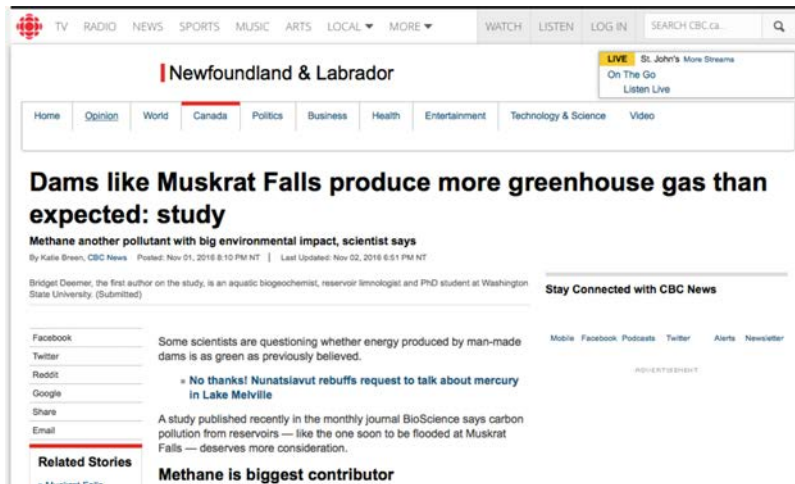 TV RADIO NEWS SPORTS MUSIC ARTS LOCAL MORE WATCH LISTEN LOG IN SEARCH CBC.ca...
Newfoundland & Labrador
LIVE St. John's More Streams
On The Go
Listen Live
Home Opinion World Canada Politics Business Health Entertainment Technology & Science Video
Dams like Muskrat Falls produce more greenhouse gas than
expected: study
Methane another pollutant with big environmental impact, scientist says
By Katie Breen, CBC News Posted: Nov 01, 2016 8:10 PM NT | Last Updated: Nov 02, 2016 6:51 PM NT
Bridget Deemer, the first author on the study, is an aquatic biogeochemist, reservoir limnologist and PhD student at Washington
State University. (Submitted)
Stay Connected with CBC News
Mobile Facebook Podcasts Twitter Alerts Newsletter
ADVERTISEMENT
Facebook
Twitter
Reddit
Google
Share
Email
Related Stories
Some scientists are questioning whether energy produced by man-made
dams is as green as previously believed.
No thanks! Nunatsiavut rebuffs request to talk about mercury
in Lake Melville
A study published recently in the monthly journal BioScience says carbon
pollution from reservoirs — like the one soon to be flooded at Muskrat
Falls — deserves more consideration.
Methane is biggest contributor